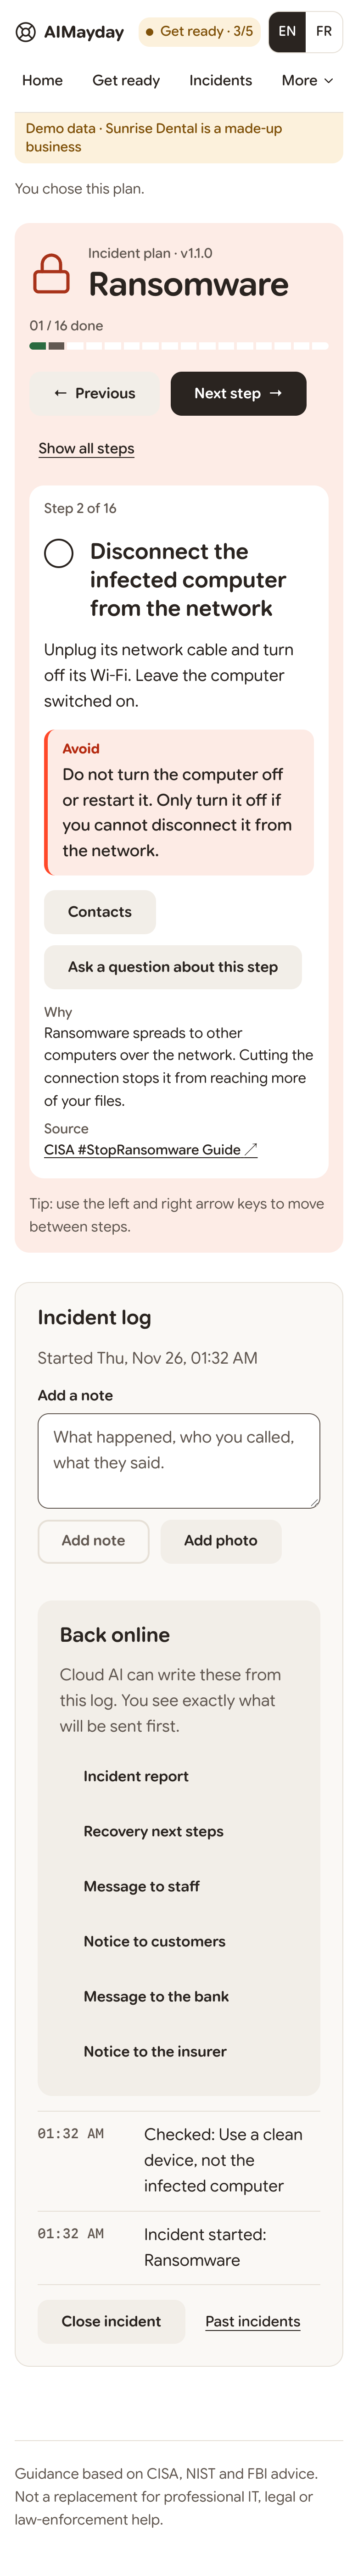 AIMayday
Get ready · 3/5
EN
FR
Home
Get ready
Incidents
More
Demo data · Sunrise Dental is a made-up
business
You chose this plan.
Incident plan · v1.1.0
Ransomware
01 / 16 done
← Previous
Next step →
Show all steps
Step 2 of 16
Disconnect the
infected computer
from the network
Unplug its network cable and turn
off its Wi-Fi. Leave the computer
switched on.
Avoid
Do not turn the computer off
or restart it. Only turn it off if
you cannot disconnect it from
the network.
Contacts
Ask a question about this step
Why
Ransomware spreads to other
computers over the network. Cutting the
connection stops it from reaching more
of your files.
Source
CISA #StopRansomware Guide ↗
Tip: use the left and right arrow keys to move
between steps.
Incident log
Started Thu, Nov 26, 01:32 AM
Add a note
What happened, who you called,
what they said.
Add note
Add photo
Back online
Cloud AI can write these from
this log. You see exactly what
will be sent first.
Incident report
Recovery next steps
Message to staff
Notice to customers
Message to the bank
Notice to the insurer
01:32 AM
Checked: Use a clean
device, not the
infected computer
01:32 AM
Incident started:
Ransomware
Close incident
Past incidents
Guidance based on CISA, NIST and FBI advice.
Not a replacement for professional IT, legal or
law-enforcement help.